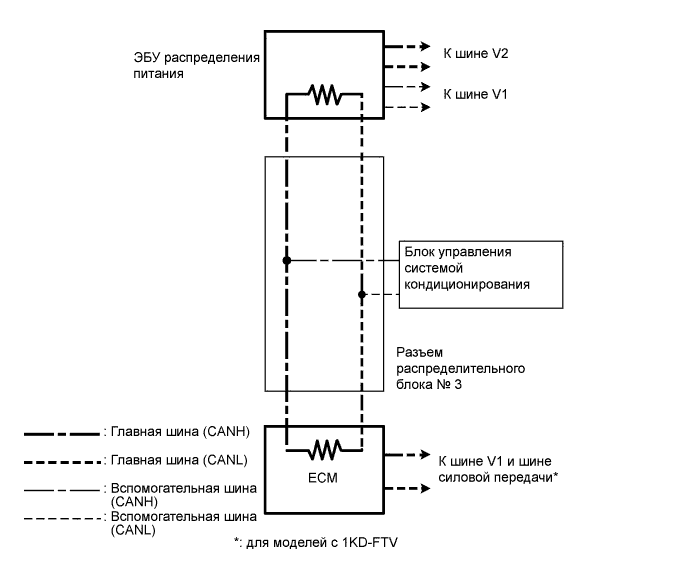 ЭБУ распределения
питания
К шине V2
К шине V1
Блок управления
системой
кондиционирования
Разъем
распределительного
блока № 3
: Главная шина (CANH)
: Главная шина (CANL)
: Вспомогательная шина
(CANH)
: Вспомогательная шина
(CANL)
ECM
К шине V1 и шине
силовой передачи*
*: для моделей с 1KD-FTV